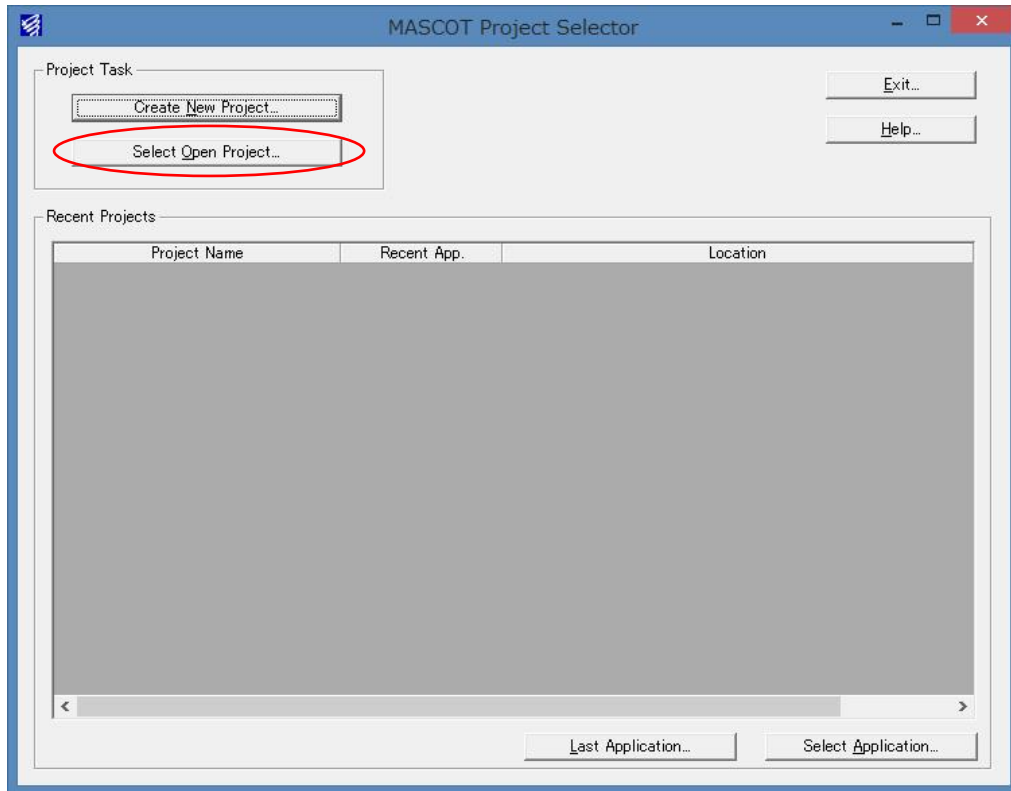 MASCOT Project Selector
Project Task
Create New Project...
Select Open Project...
Exit...
Help...
Recent Projects
Project Name Recent App. Location
Last Application... Select Application...